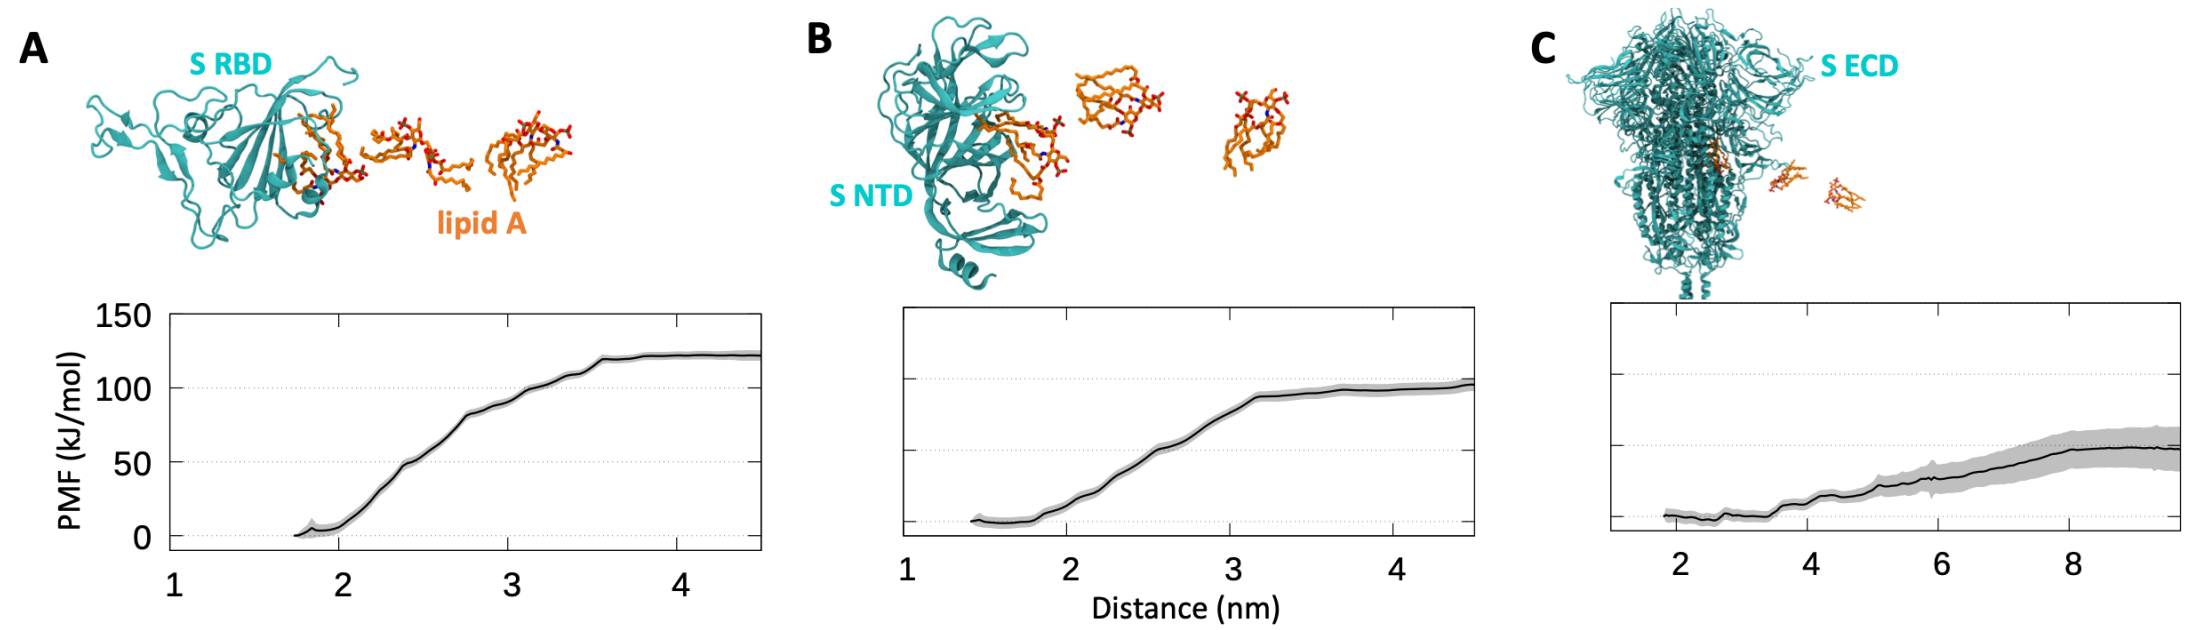 A
S RBD
lipid A
B
S NTD
C
S ECD
PMF (kJ/mol)
150
100
50
0
1 2 3 4
1 2 3 4
2 4 6 8
Distance (nm)